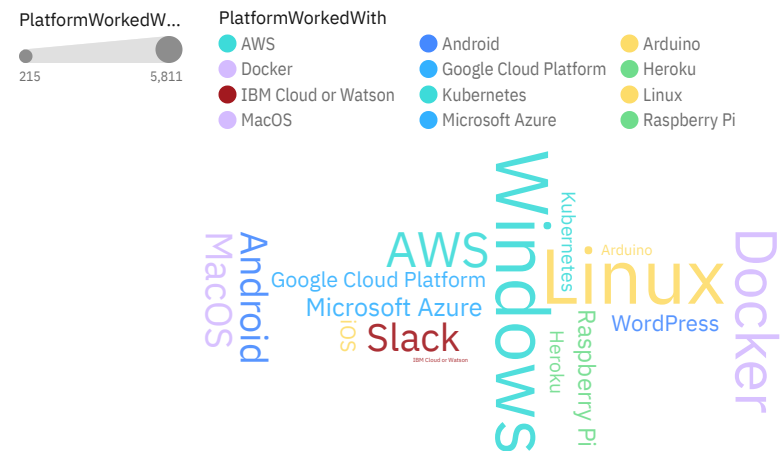 PlatformWorkedW...
215 5,811
PlatformWorkedWith
AWS Android Arduino
Docker Google Cloud Platform Heroku
IBM Cloud or Watson Kubernetes Linux
MacOS Microsoft Azure Raspberry Pi
Windows
Kubernetes
MacOS
Android
AWS
Arduino
Linux
Docker
Google Cloud Platform
Microsoft Azure
iOS
Slack
IBM Cloud or Watson
Heroku
Raspberry Pi
WordPress